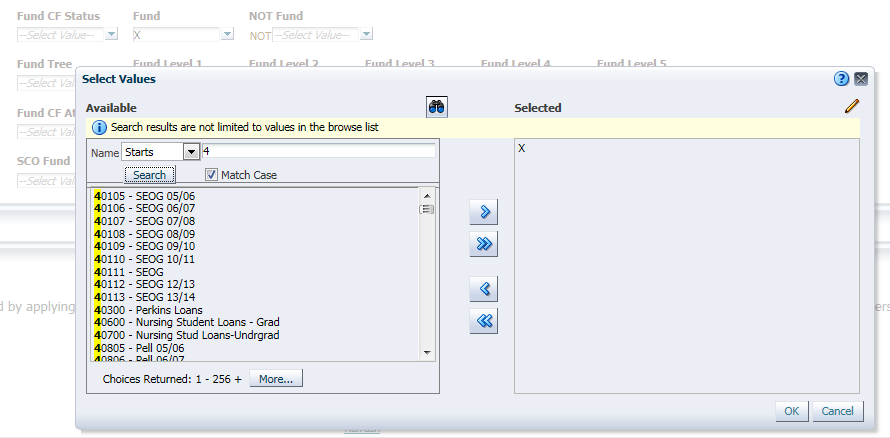 Fund CF Status Fund NOT Fund
--Select Value-- X NOT --Select Value--
Fund Tree Fund Level 1 Fund Level 2 Fund Level 3 Fund Level 4 Fund Level 5
--Select
Select Values
Fund CF At
Available Selected
Search results are not limited to values in the browse list
Name Starts 4
X
SCO Fund
Search Match Case
--Select
40105 - SEOG 05/06
40106 - SEOG 06/07
40107 - SEOG 07/08
40108 - SEOG 08/09
40109 - SEOG 09/10
40110 - SEOG 10/11
40111 - SEOG
40112 - SEOG 12/13
40113 - SEOG 13/14
40300 - Perkins Loans
40600 - Nursing Student Loans - Grad
40700 - Nursing Stud Loans-Undrgrad
40805 - Pell 05/06
40806 - Pell 06/07
d by applying
Choices Returned: 1 - 256 + More...
OK Cancel